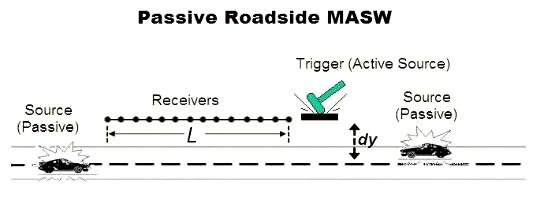 Passive Roadside MASW
Trigger (Active Source)
Source
(Passive)
Receivers
Source
(Passive)
L
dy